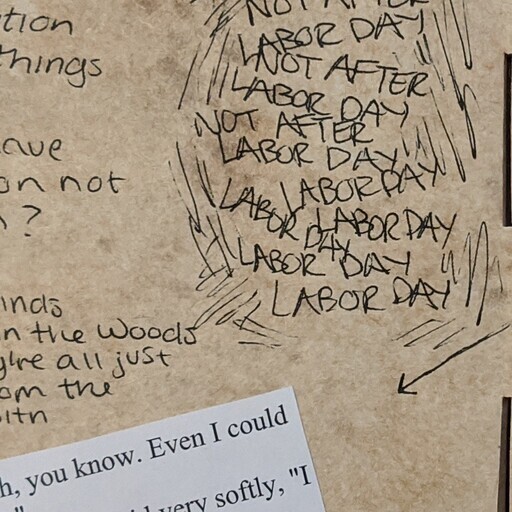 NOT AFTER
LABOR DAY
NOT AFTER
LABOR DAY
NOT AFTER
LABOR DAY
LABOR DAY
LABOR DAY
LABOR DAY
LABOR DAY
LABOR DAY
tion
things
ave
on not
?
inds
n the woods
y're all just
om the
h, you know. Even I could
very softly, "I